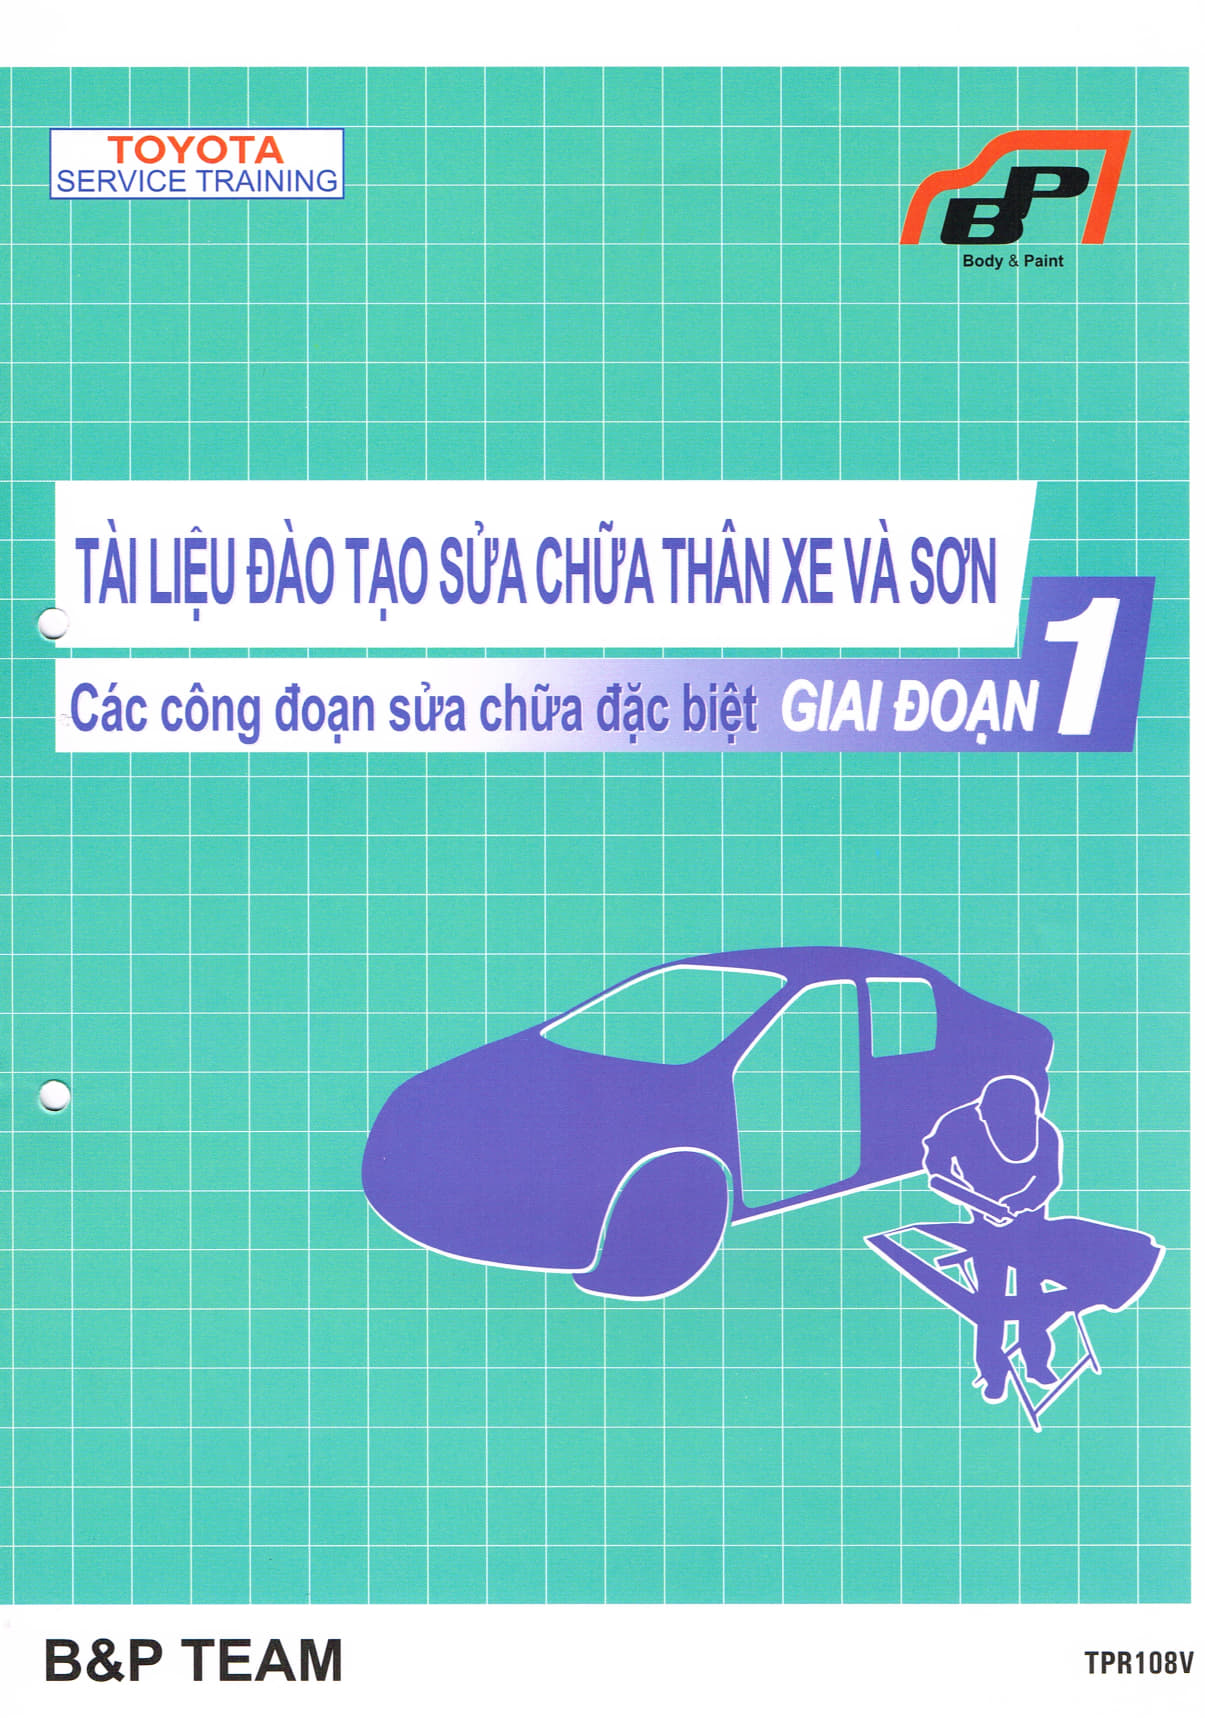 TOYOTA
SERVICE TRAINING
BP
Body & Paint
TÀI LIỆU ĐÀO TẠO SỬA CHỮA THÂN XE VÀ SƠN
Các công đoạn sửa chữa đặc biệt GIAI ĐOẠN 1
B&P TEAM
TPR108V